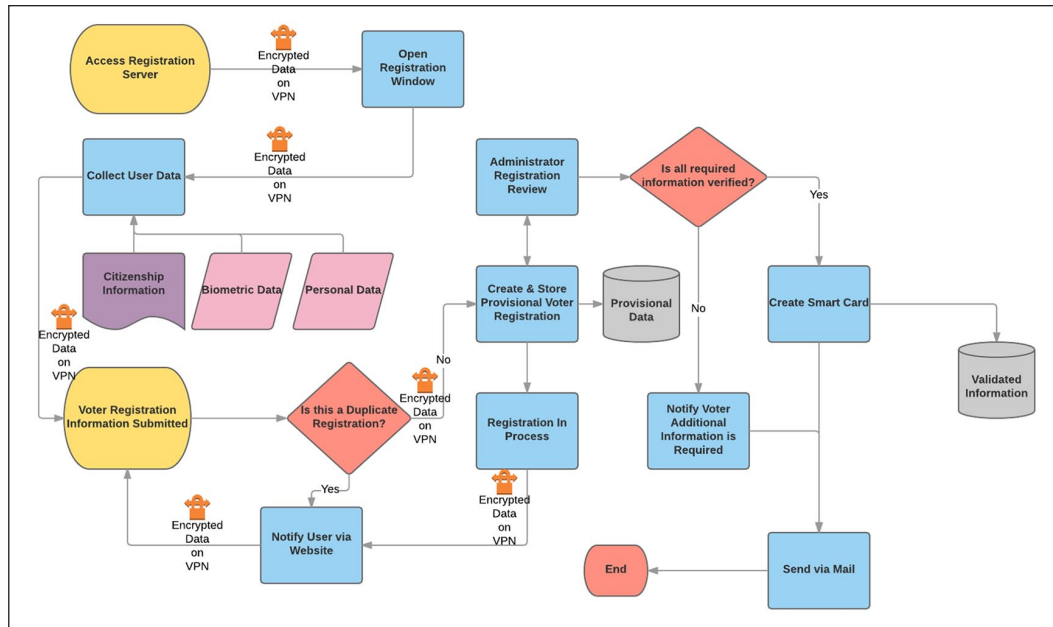 Access Registration
Server
Encrypted
Data
on
VPN
Open
Registration
Window
Collect User Data
Encrypted
Data
on
VPN
Administrator
Registration
Review
Is all required
information verified?
Yes
Citizenship
Information
Biometric Data
Personal Data
Create & Store
Provisional Voter
Registration
Provisional
Data
No
Create Smart Card
Encrypted
Data
on
VPN
Validated
Information
Voter Registration
Information Submitted
Is this a Duplicate
Registration?
No
Encrypted
Data
on
VPN
Registration In
Process
Notify Voter
Additional
Information is
Required
Yes
Encrypted
Data
on
VPN
Notify User via
Website
Encrypted
Data
on
VPN
End
Send via Mail